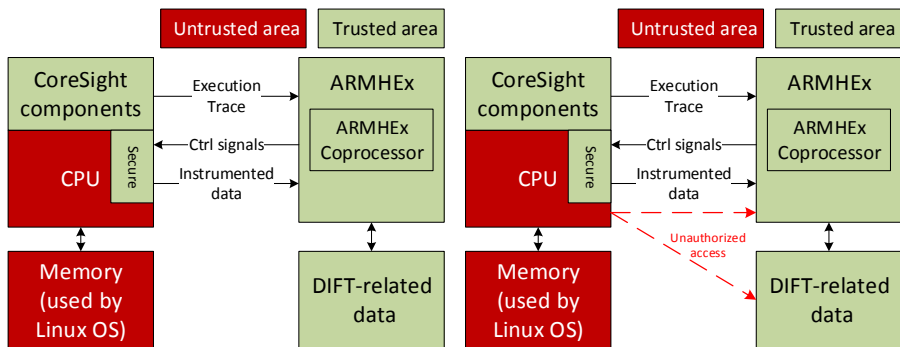 Untrusted area
Trusted area
CoreSight
components
Execution
Trace
ARMHEx
ARMHEx
Coprocessor
Secure
Ctrl signals
CPU
Instrumented
data
Memory
(used by
Linux OS)
DIFT-related
data
Untrusted area
Trusted area
CoreSight
components
Execution
Trace
ARMHEx
ARMHEx
Coprocessor
Secure
Ctrl signals
CPU
Instrumented
data
Unauthorized
access
Memory
(used by
Linux OS)
DIFT-related
data